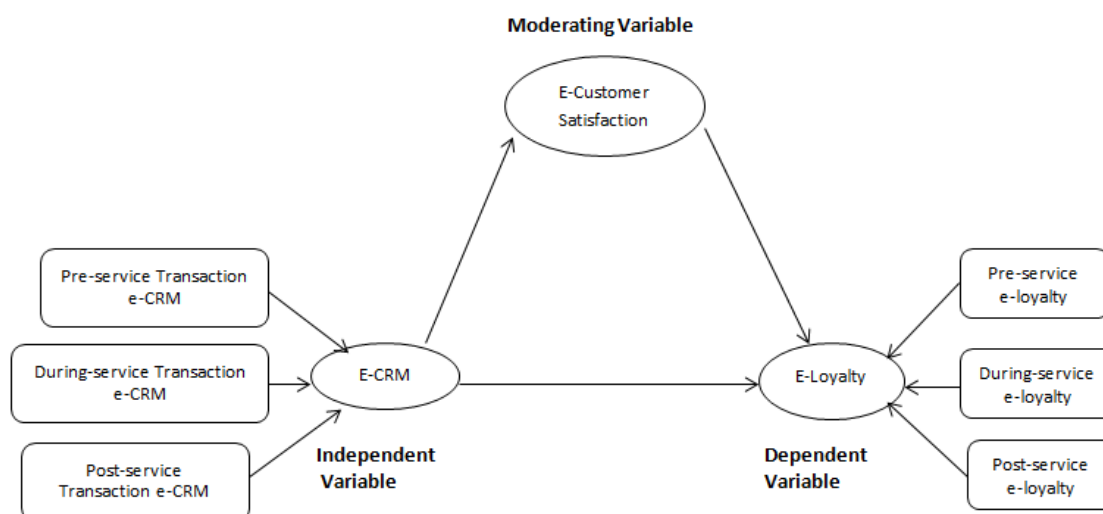 Moderating Variable
E-Customer
Satisfaction
Pre-service Transaction
e-CRM
During-service Transaction
e-CRM
Post-service
Transaction e-CRM
E-CRM
Independent
Variable
E-Loyalty
Dependent
Variable
Pre-service
e-loyalty
During-service
e-loyalty
Post-service
e-loyalty